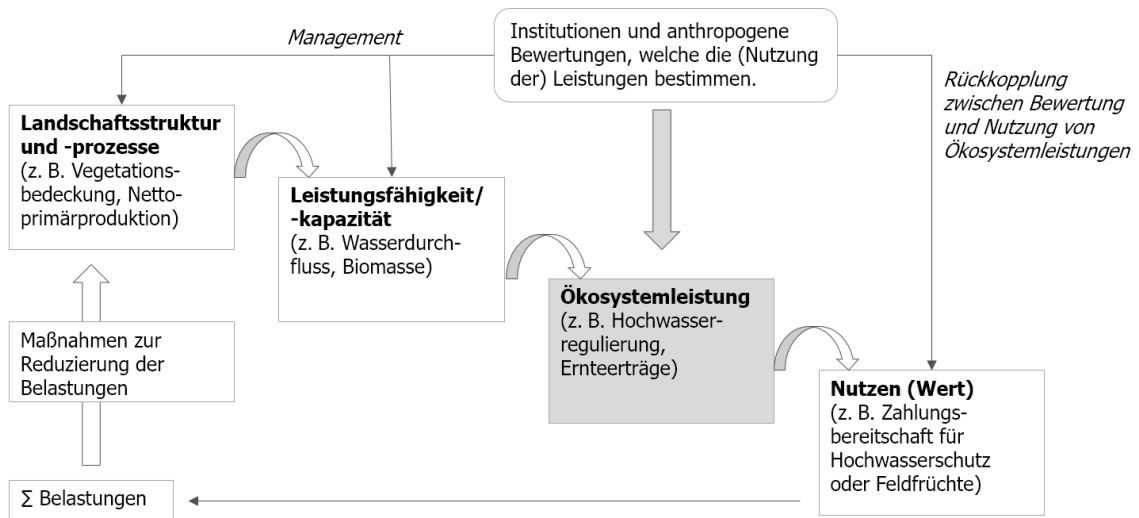 Management
Institutionen und anthropogene
Bewertungen, welche die (Nutzung
der) Leistungen bestimmen.
Rückkopplung
zwischen Bewertung
und Nutzung von
Ökosystemleistungen
Landschaftsstruktur
und -prozesse
(z. B. Vegetations-
bedeckung, Netto-
primärproduktion)
Leistungsfähigkeit/
-kapazität
(z. B. Wasserdurch-
fluss, Biomasse)
Ökosystemleistung
(z. B. Hochwasser-
regulierung,
Ernteerträge)
Nutzen (Wert)
(z. B. Zahlungs-
bereitschaft für
Hochwasserschutz
oder Feldfrüchte)
Maßnahmen zur
Reduzierung der
Belastungen
Σ Belastungen